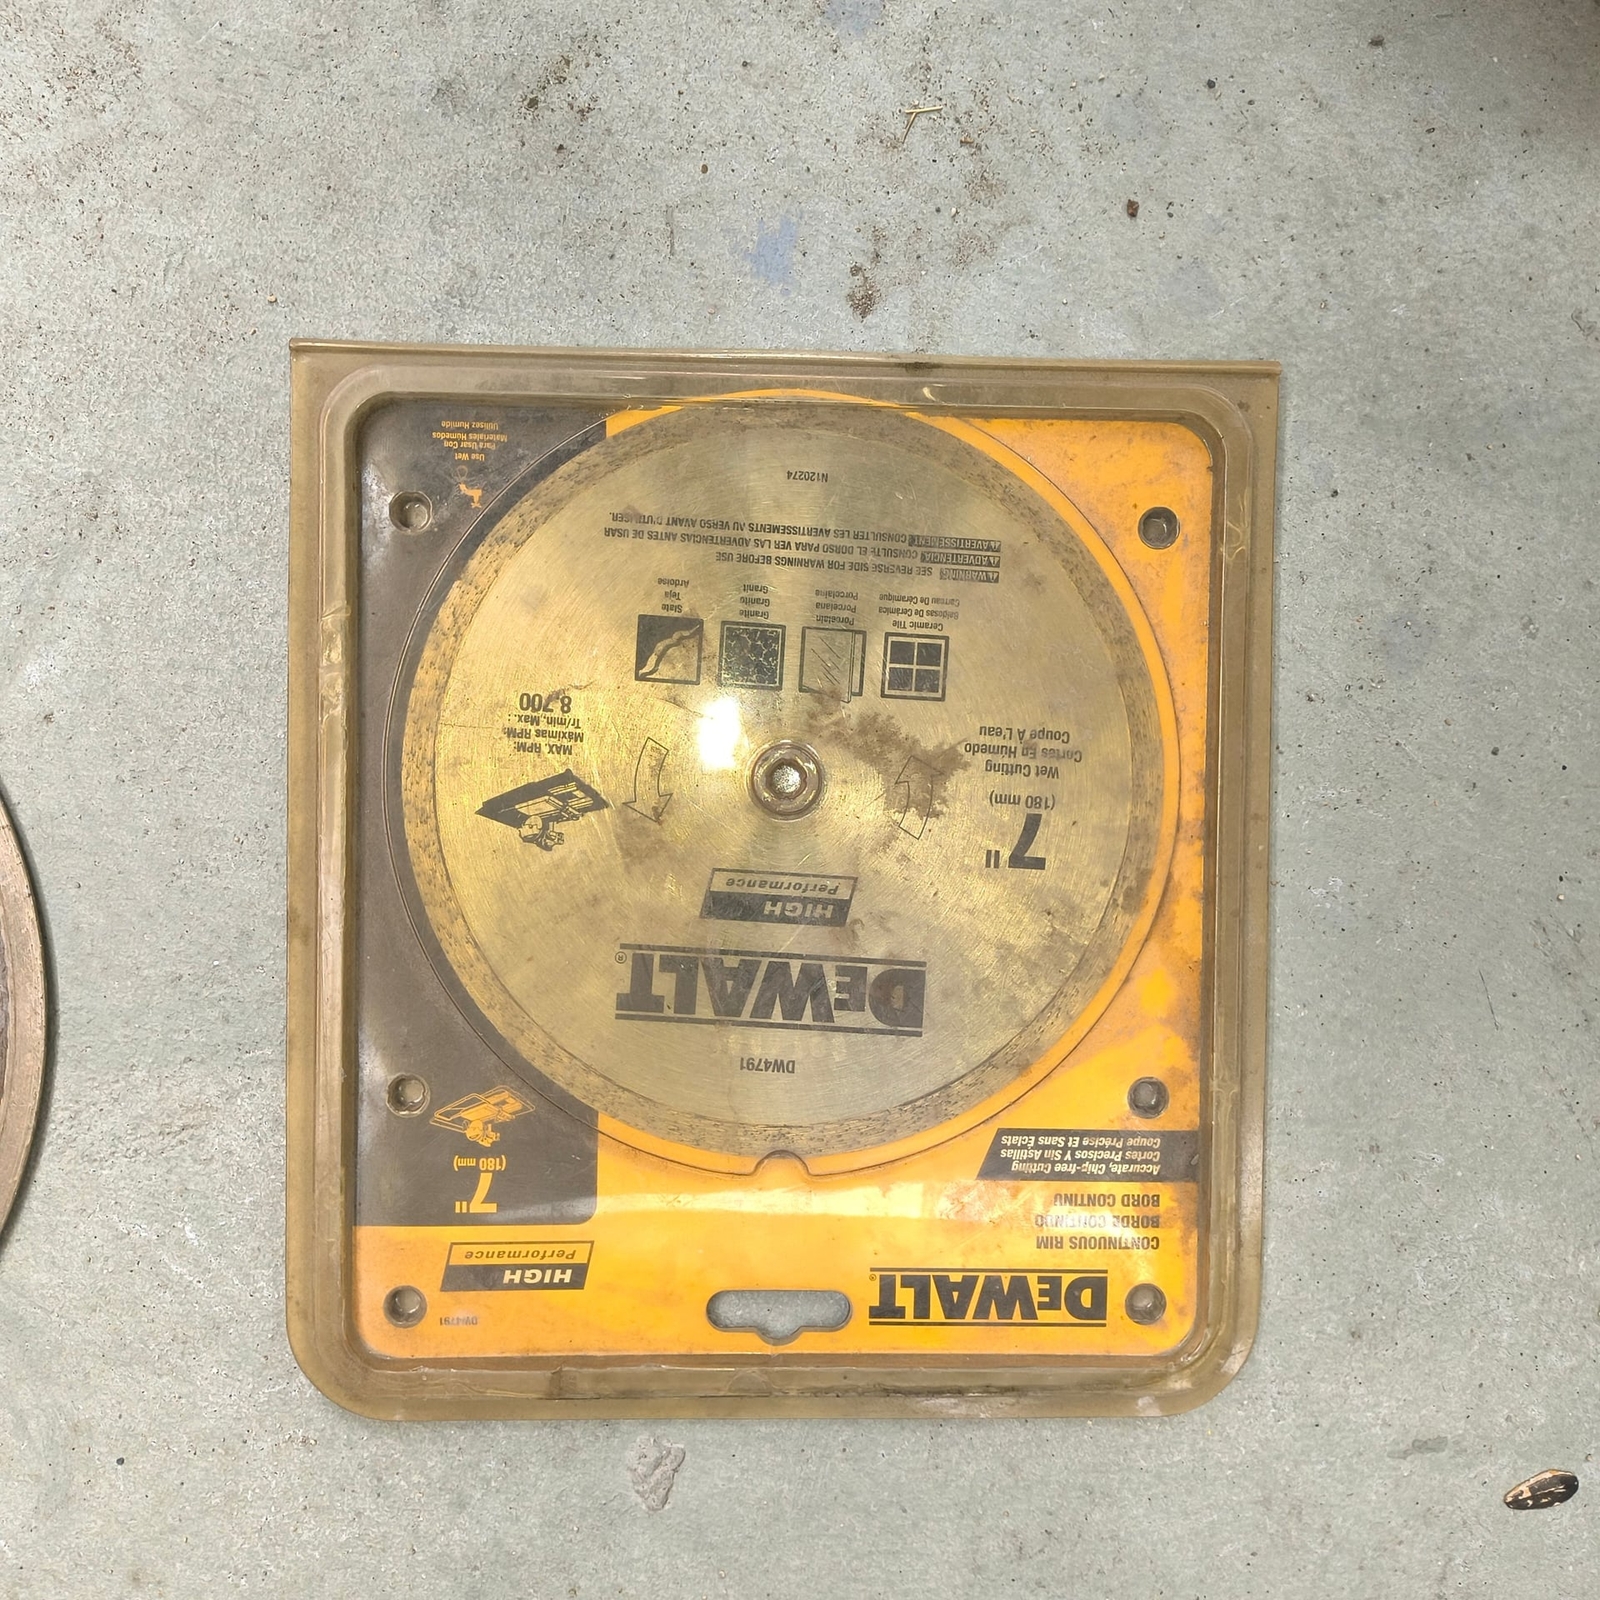 DEWALT®
CONTINUOUS RIM
BORDE CONTINUO
BORD CONTINU
Accurate, Chip-free Cutting
Cortes Precisos Y Sin Astillas
Coupe Précise Et Sans Éclats
DW4791
HIGH
Performance
7"
(180 mm)
DW4791
DEWALT®
HIGH
Performance
7"
(180 mm)
Wet Cutting
Cortes En Humedo
Coupe À L'eau
MAX. RPM:
Máximas RPM:
Tr/min, Max.:
8,700
Ceramic Tile
Baldosas De Cerámica
Carreau De Céramique
Porcelain
Porcelana
Porcelaine
Granite
Granito
Granit
Slate
Teja
Ardoise
WARNING SEE REVERSE SIDE FOR WARNINGS BEFORE USE
ADVERTENCIA CONSULTE EL DORSO PARA VER LAS ADVERTENCIAS ANTES DE USAR
AVERTISSEMENT CONSULTER LES AVERTISSEMENTS AU VERSO AVANT D'UTILISER.
N120274
Use Wet
Para Usar Con
Materiales Humedos
Utilisez Humide